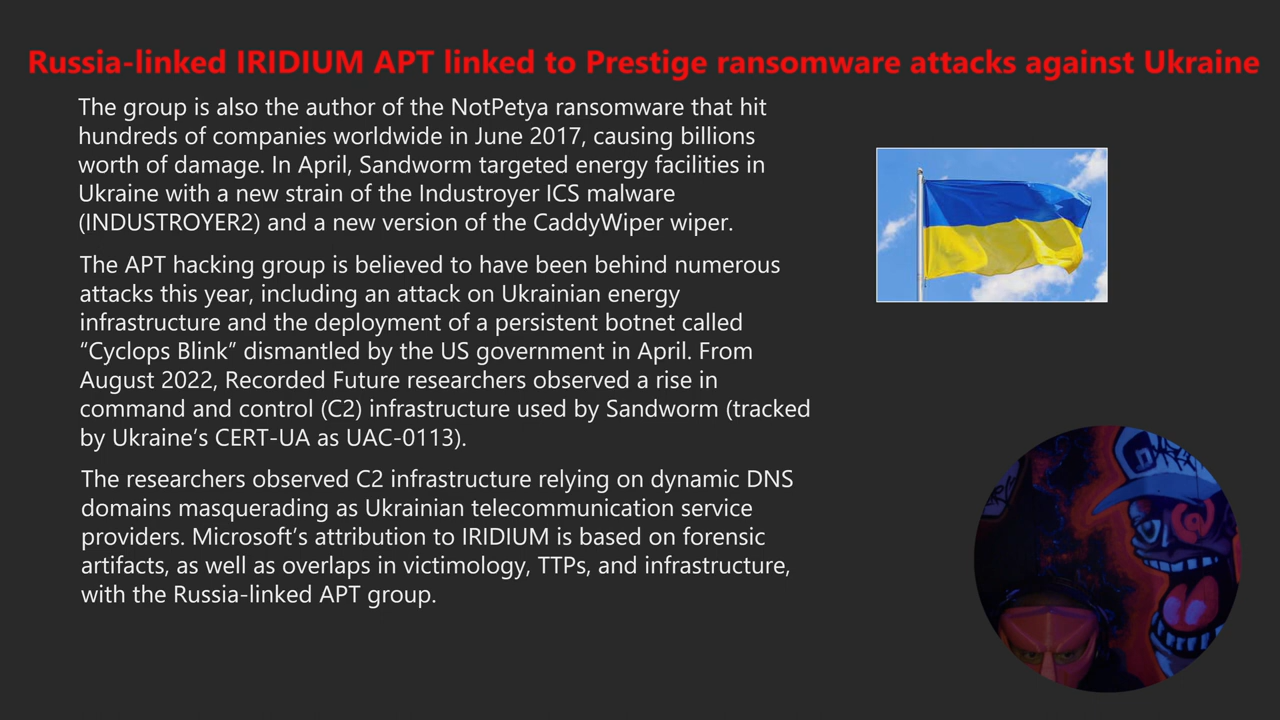 Russia-linked IRIDIUM APT linked to Prestige ransomware attacks against Ukraine
The group is also the author of the NotPetya ransomware that hit
hundreds of companies worldwide in June 2017, causing billions
worth of damage. In April, Sandworm targeted energy facilities in
Ukraine with a new strain of the Industroyer ICS malware
(INDUSTROYER2) and a new version of the CaddyWiper wiper.
The APT hacking group is believed to have been behind numerous
attacks this year, including an attack on Ukrainian energy
infrastructure and the deployment of a persistent botnet called
“Cyclops Blink” dismantled by the US government in April. From
August 2022, Recorded Future researchers observed a rise in
command and control (C2) infrastructure used by Sandworm (tracked
by Ukraine’s CERT-UA as UAC-0113).
The researchers observed C2 infrastructure relying on dynamic DNS
domains masquerading as Ukrainian telecommunication service
providers. Microsoft’s attribution to IRIDIUM is based on forensic
artifacts, as well as overlaps in victimology, TTPs, and infrastructure,
with the Russia-linked APT group.